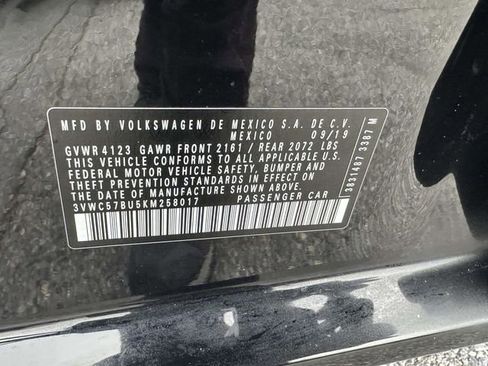 MFD BY VOLKSWAGEN DE MEXICO S.A. DE C.V.
MEXICO 09/19
GVWR 4123 GAWR FRONT 2161 / REAR 2072 LBS
THIS VEHICLE CONFORMS TO ALL APPLICABLE
FEDERAL MOTOR VEHICLE SAFETY, BUMPER AND
THEFT PREVENTION STANDARDS IN EFFECT ON
THE DATE OF MANUFACTURE SHOWN ABOVE.
3VWC57BU5KM258017 PASSENGER CAR
3831487 3387 M